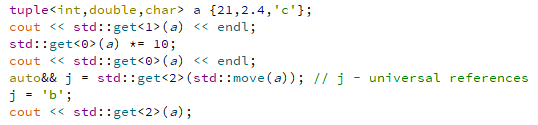 tuple<int,double,char> a {21,2.4,'c'};
cout << std::get<1>(a) << endl;
std::get<0>(a) *= 10;
cout << std::get<0>(a) << endl;
auto&& j = std::get<2>(std::move(a)); // j - universal references
j = 'b';
cout << std::get<2>(a);